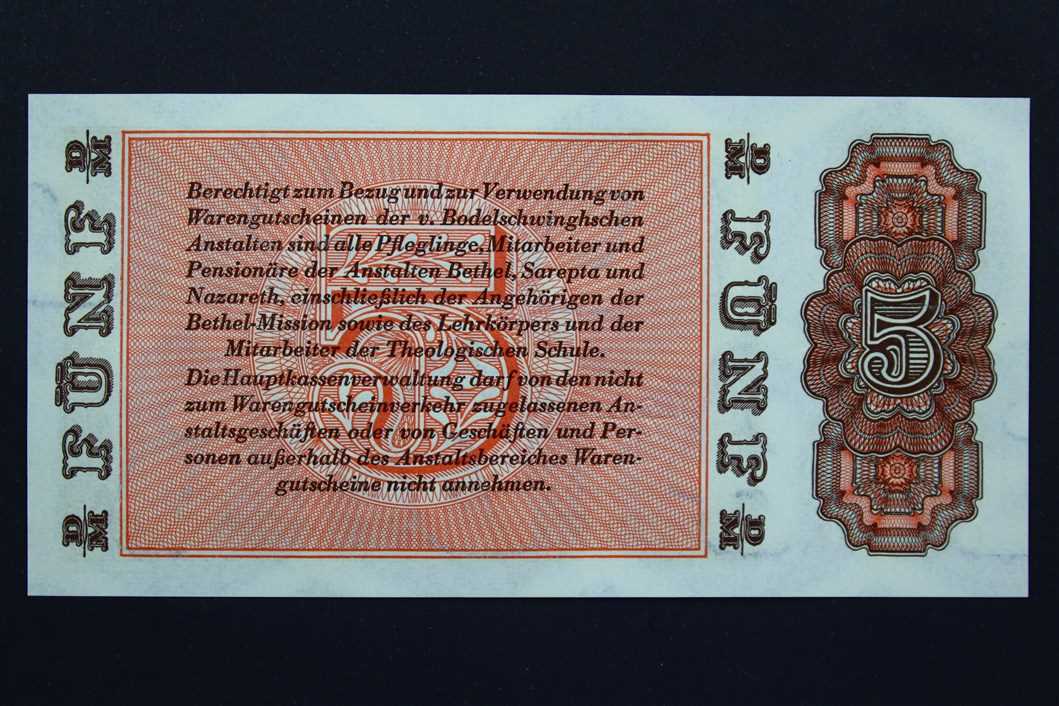 D
M
FÜNF
D
M
Berechtigt zum Bezug und zur Verwendung von
Warengutscheinen der v. Bodelschwinghschen
Anstalten sind alle Pfleglinge, Mitarbeiter und
Pensionäre der Anstalten Bethel, Sarepta und
Nazareth, einschließlich der Angehörigen der
Bethel-Mission sowie des Lehrkörpers und der
Mitarbeiter der Theologischen Schule.
Die Hauptkassenverwaltung darf von den nicht
zum Warengutscheinverkehr zugelassenen An-
staltsgeschäften oder von Geschäften und Per-
sonen außerhalb des Anstaltsbereiches Waren-
gutscheine nicht annehmen.
5
D
M
FÜNF
D
M
5